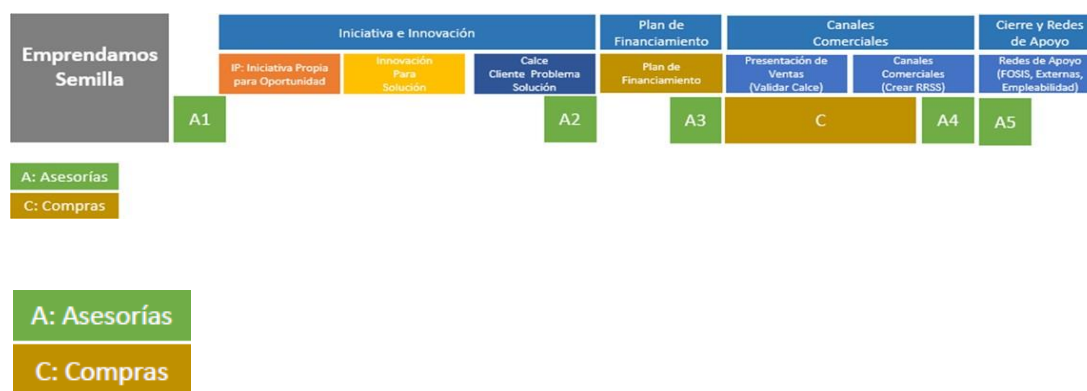 Emprendamos
Semilla
Iniciativa e Innovación
Plan de
Financiamiento
Canales
Comerciales
Cierre y Redes
de Apoyo
IP: Iniciativa Propia
para Oportunidad
Innovación
Para
Solución
Calce
Cliente Problema
Solución
Plan de
Financiamiento
Presentación de
Ventas
(Validar Calce)
Canales
Comerciales
(Crear RRSS)
Redes de Apoyo
(FOSIS, Externas,
Empleabilidad)
A1
A2
A3
C
A4
A5
A: Asesorías
C: Compras
A: Asesorías
C: Compras